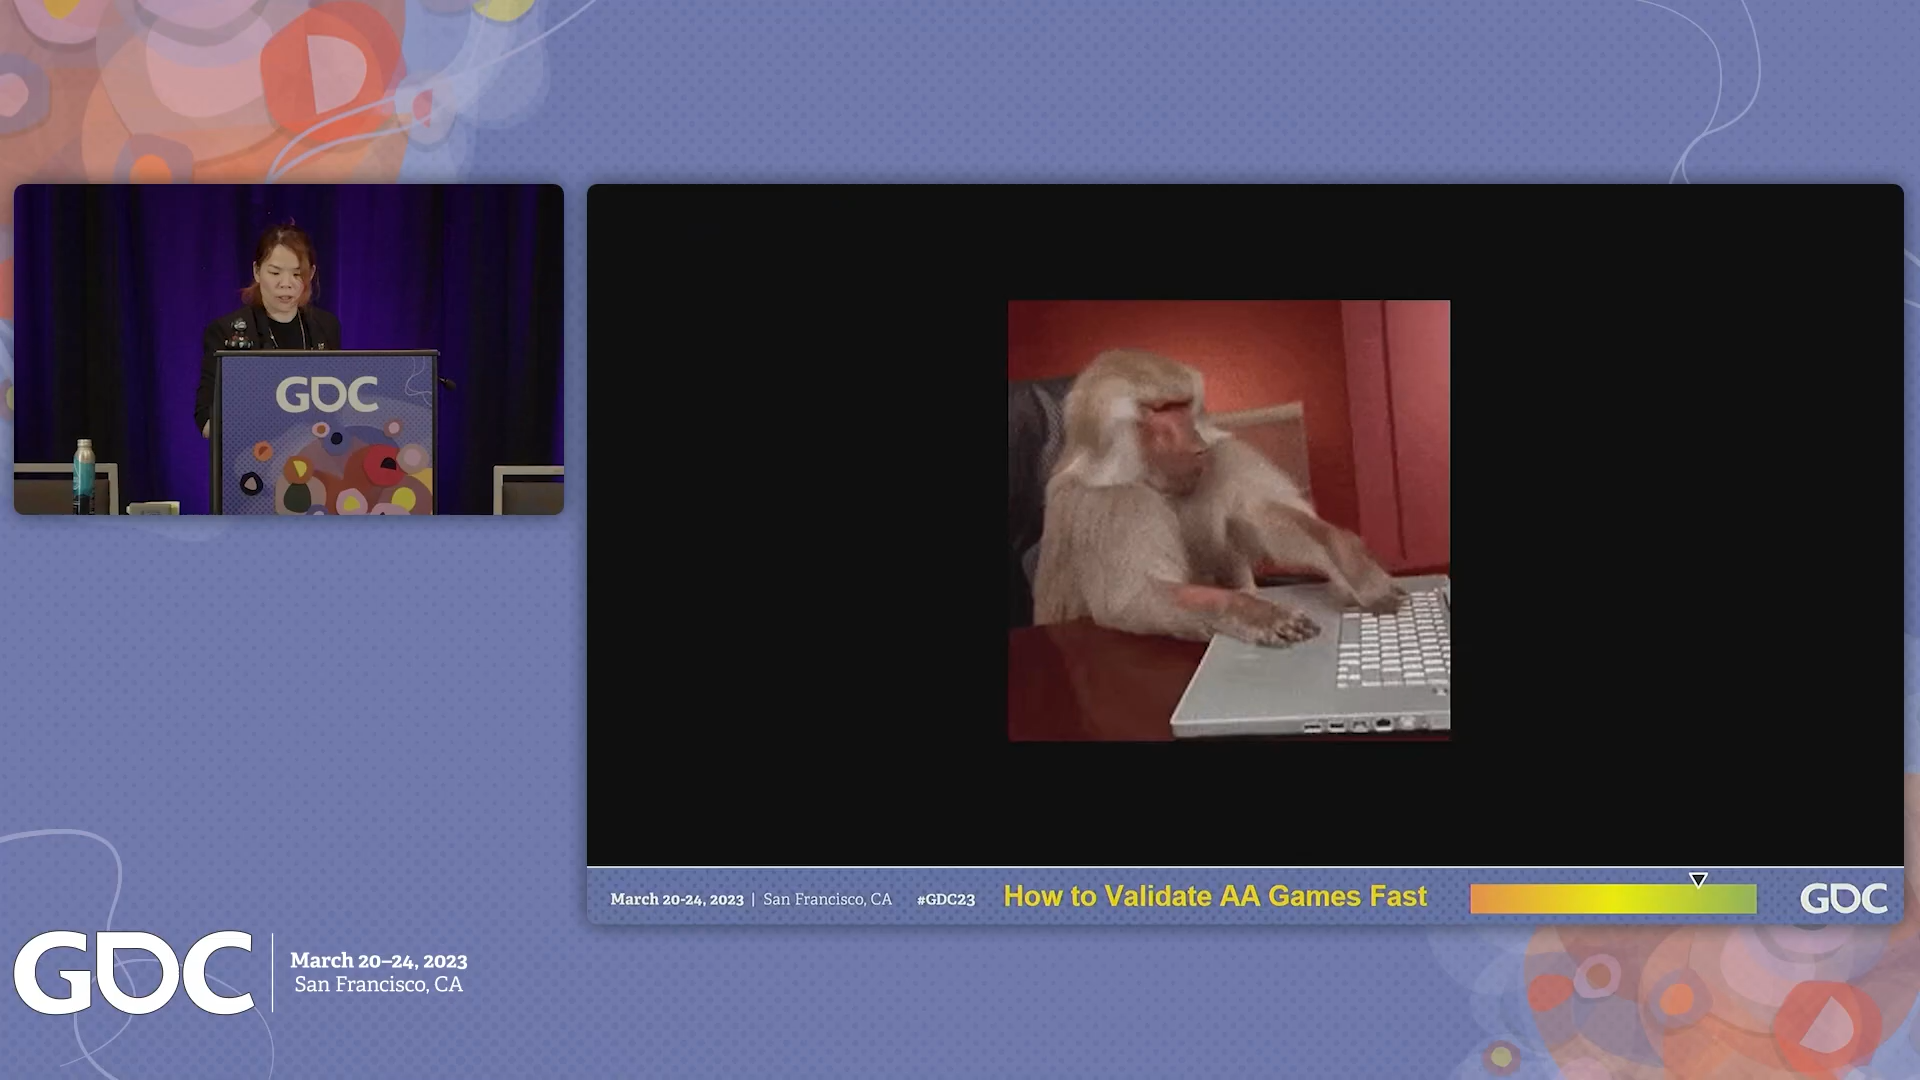 GDC
March 20-24, 2023 | San Francisco, CA #GDC23 How to Validate AA Games Fast GDC
GDC
March 20–24, 2023
San Francisco, CA